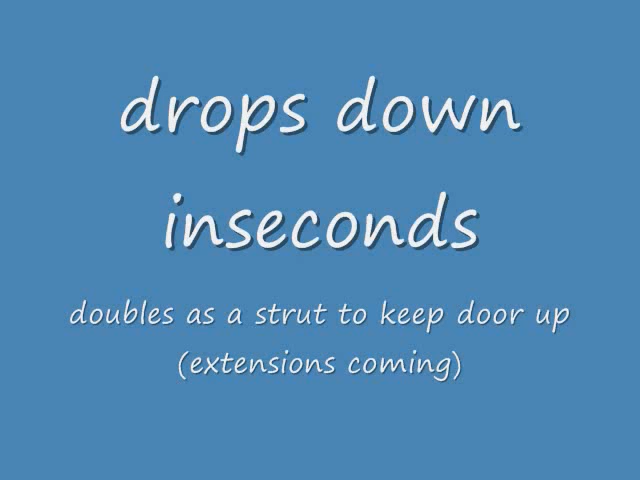 drops down
inseconds
doubles as a strut to keep door up
(extensions coming)